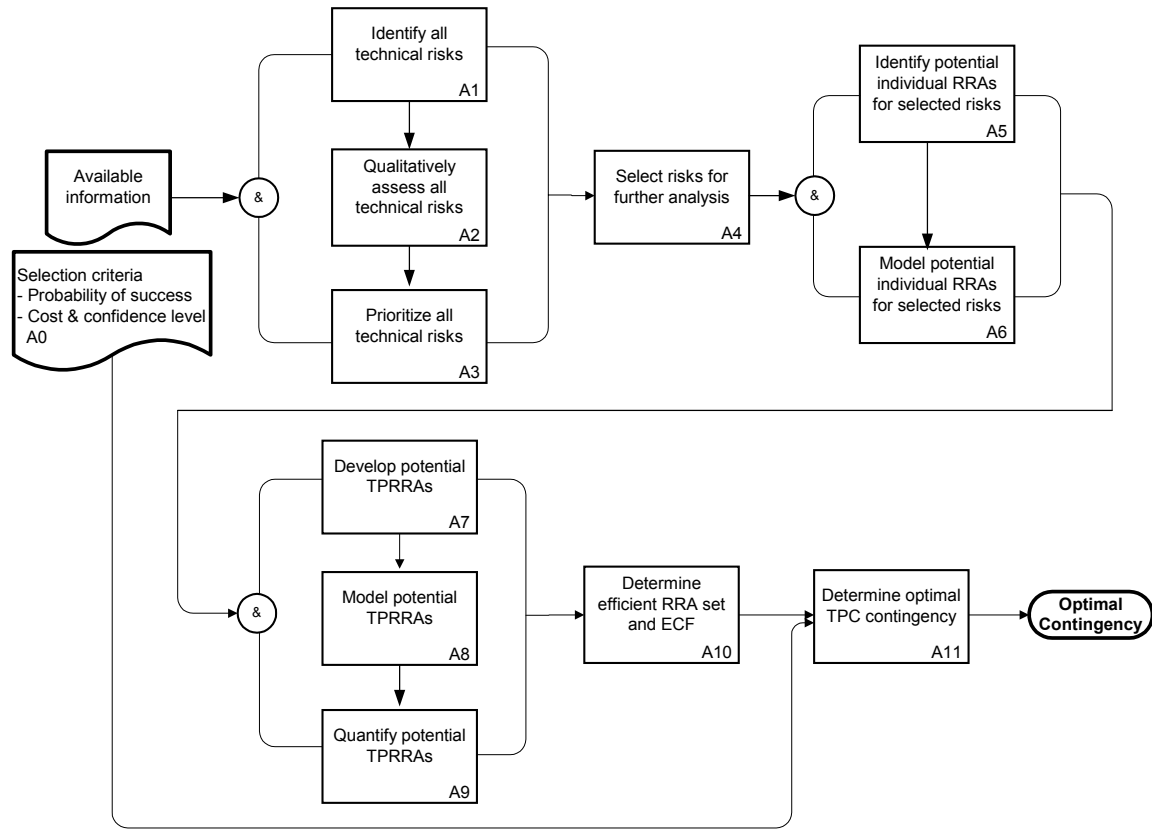 Identify all
technical risks
A1
Qualitatively
assess all
technical risks
A2
Prioritize all
technical risks
A3
Available
information
&
Selection criteria
- Probability of success
- Cost & confidence level
A0
Select risks for
further analysis
A4
&
Identify potential
individual RRAs
for selected risks
A5
Model potential
individual RRAs
for selected risks
A6
&
Develop potential
TPRRAs
A7
Model potential
TPRRAs
A8
Quantify potential
TPRRAs
A9
Determine
efficient RRA set
and ECF
A10
Determine optimal
TPC contingency
A11
Optimal
Contingency